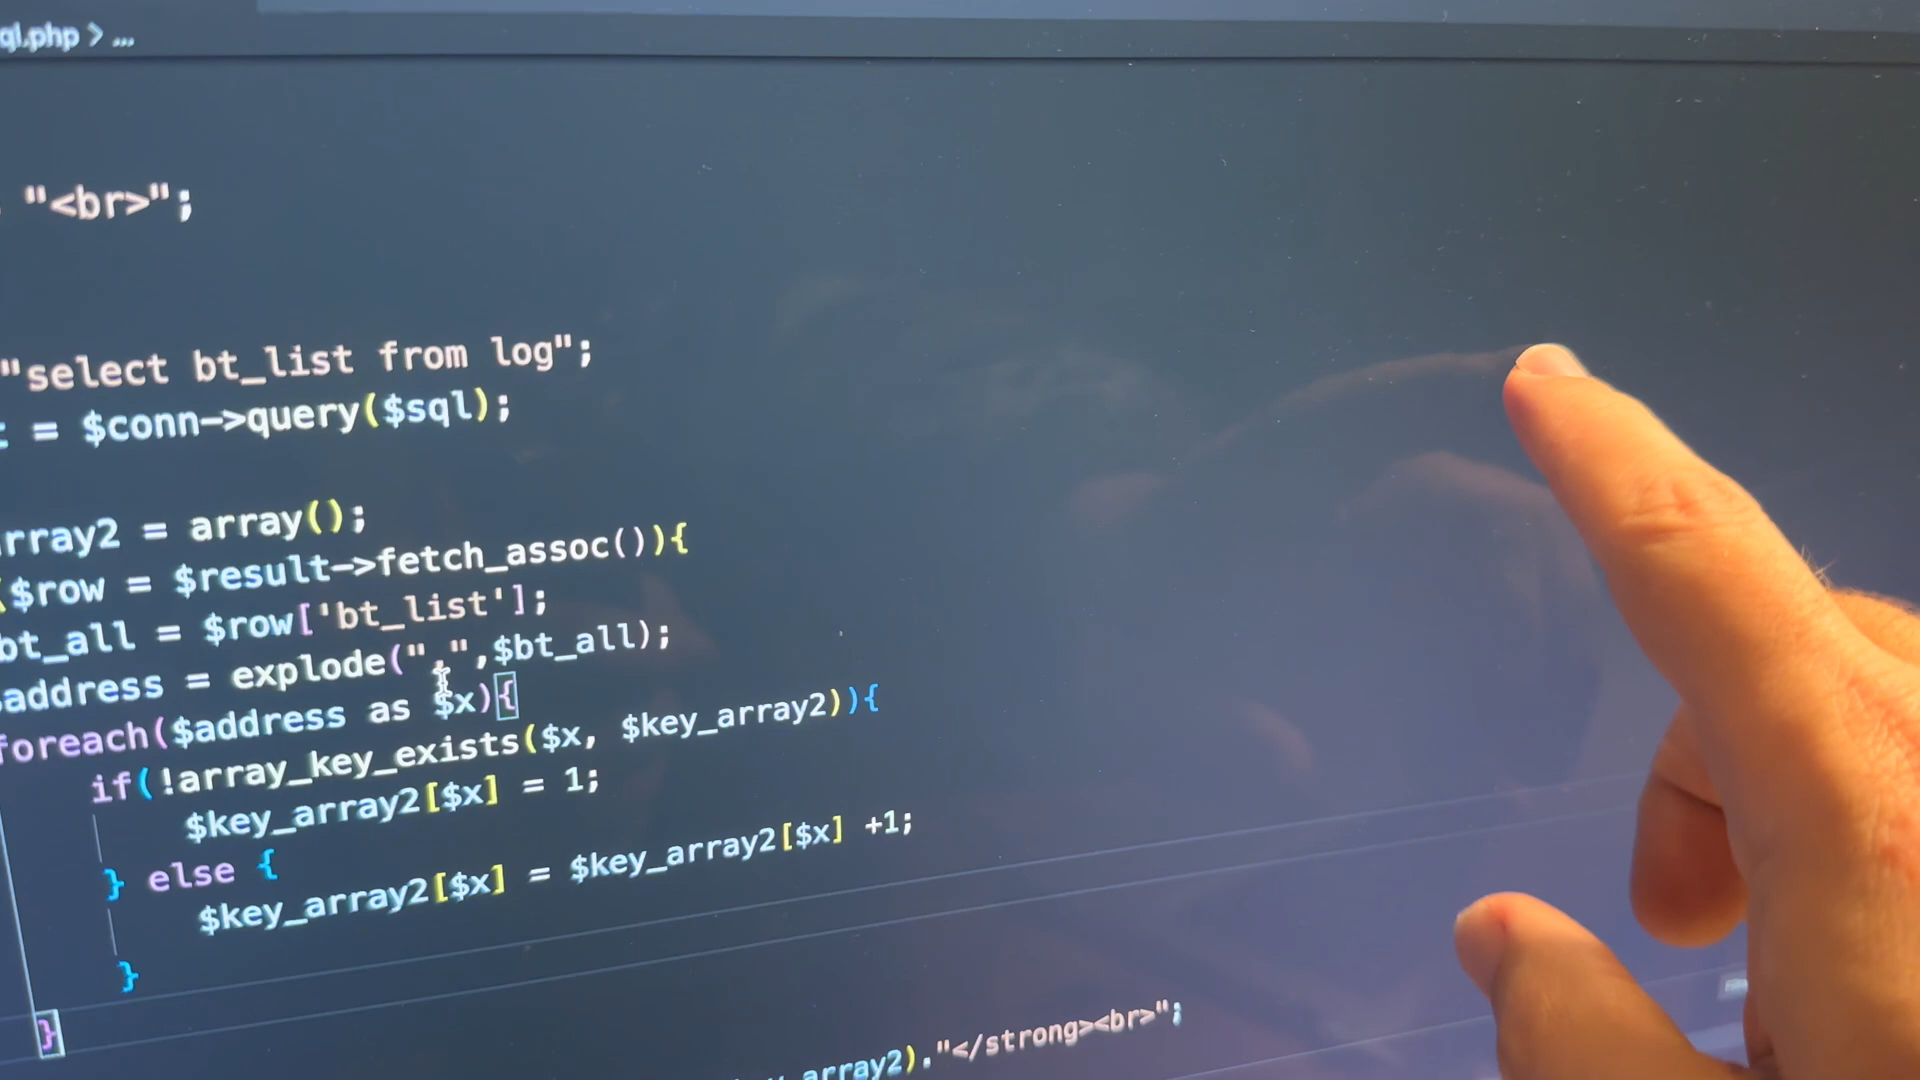 ql.php > ...
"<br>";
"select bt_list from log";
= $conn->query($sql);
rray2 = array();
($row = $result->fetch_assoc()){
bt_all = $row['bt_list'];
address = explode(",",$bt_all);
foreach($address as $x){
if(!array_key_exists($x, $key_array2)){
$key_array2[$x] = 1;
} else {
$key_array2[$x] = $key_array2[$x] +1;
}
}
array2)."</strong><br>";